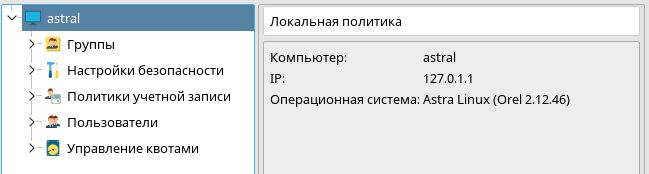 astral
Группы
Настройки безопасности
Политики учетной записи
Пользователи
Управление квотами
Локальная политика
Компьютер: astral
IP: 127.0.1.1
Операционная система: Astra Linux (Orel 2.12.46)